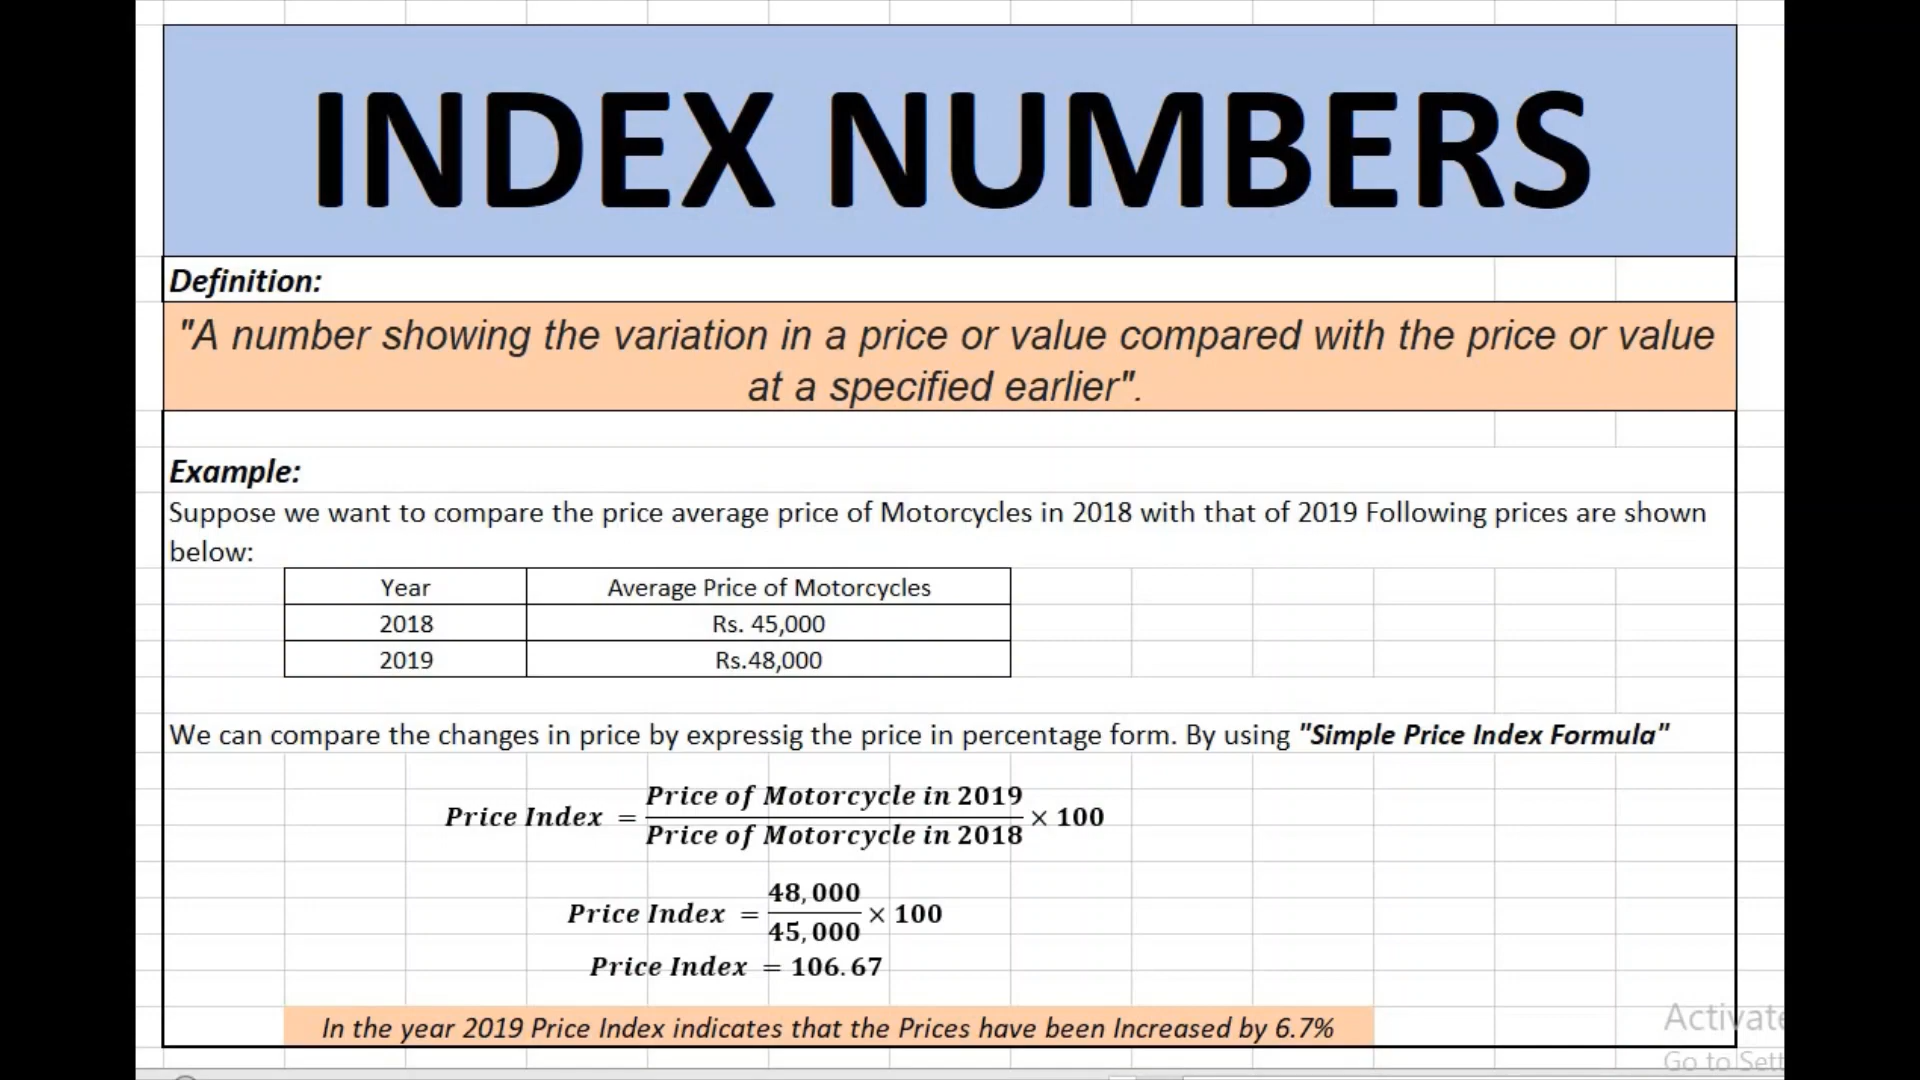 INDEX NUMBERS
Definition:
"A number showing the variation in a price or value compared with the price or value
at a specified earlier".
Example:
Suppose we want to compare the price average price of Motorcycles in 2018 with that of 2019 Following prices are shown
below:
Year Average Price of Motorcycles
2018 Rs. 45,000
2019 Rs.48,000
We can compare the changes in price by expressig the price in percentage form. By using "Simple Price Index Formula"
Price Index = Price of Motorcycle in 2019 / Price of Motorcycle in 2018 × 100
Price Index = 48,000 / 45,000 × 100
Price Index = 106.67
In the year 2019 Price Index indicates that the Prices have been Increased by 6.7%
Activate
Go to Sett